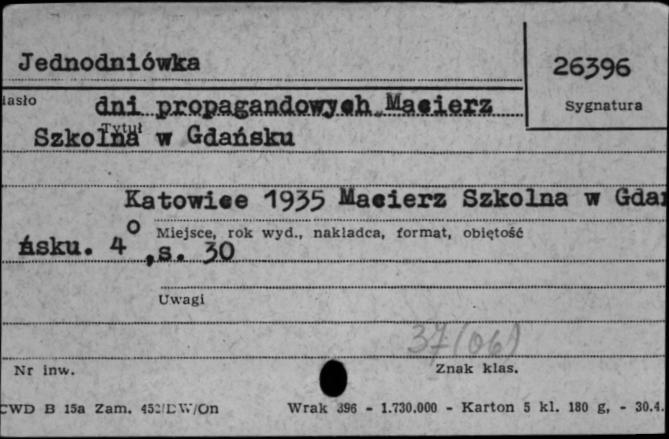 Jednodniówka
26396
iasło
dni propagandowych Macierz
Sygnatura
Tytuł
Szkolna w Gdańsku
Katowice 1935 Macierz Szkolna w Gda
Miejsce, rok wyd., nakładca, format, objętość
ńsku. 4o ,s. 30
Uwagi
37(06)
Nr inw.
Znak klas.
CWD B 15a Zam. 452/DW/On
Wrak 396 - 1.730.000 - Karton 5 kl. 180 g, - 30.4.